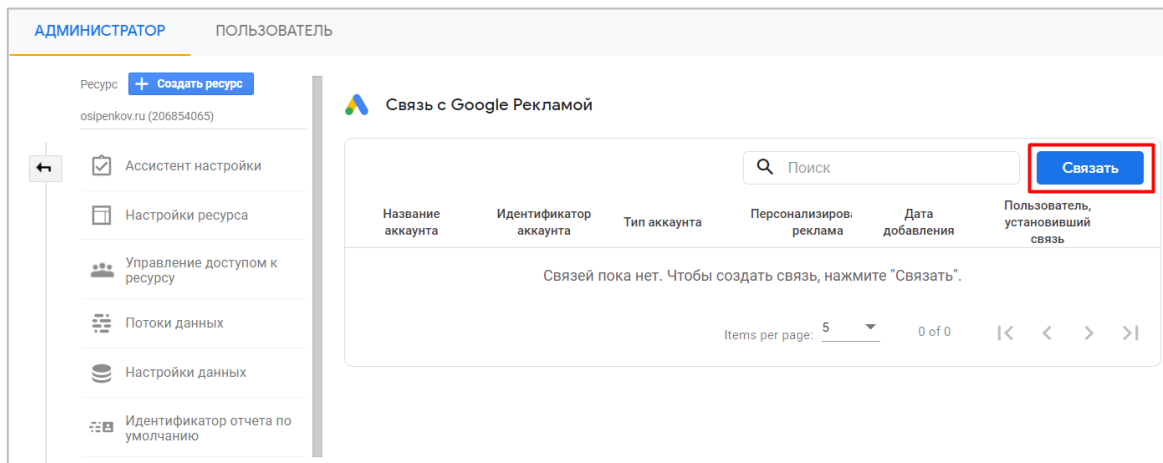 АДМИНИСТРАТОР ПОЛЬЗОВАТЕЛЬ
Ресурс + Создать ресурс
osipenkov.ru (206854065)
Ассистент настройки
Настройки ресурса
Управление доступом к
ресурсу
Потоки данных
Настройки данных
Идентификатор отчета по
умолчанию
Связь с Google Рекламой
Поиск
Связать
Название
аккаунта
Идентификатор
аккаунта
Тип аккаунта
Персонализирова
реклама
Дата
добавления
Пользователь,
установивший
связь
Связей пока нет. Чтобы создать связь, нажмите "Связать".
Items per page: 5 0 of 0